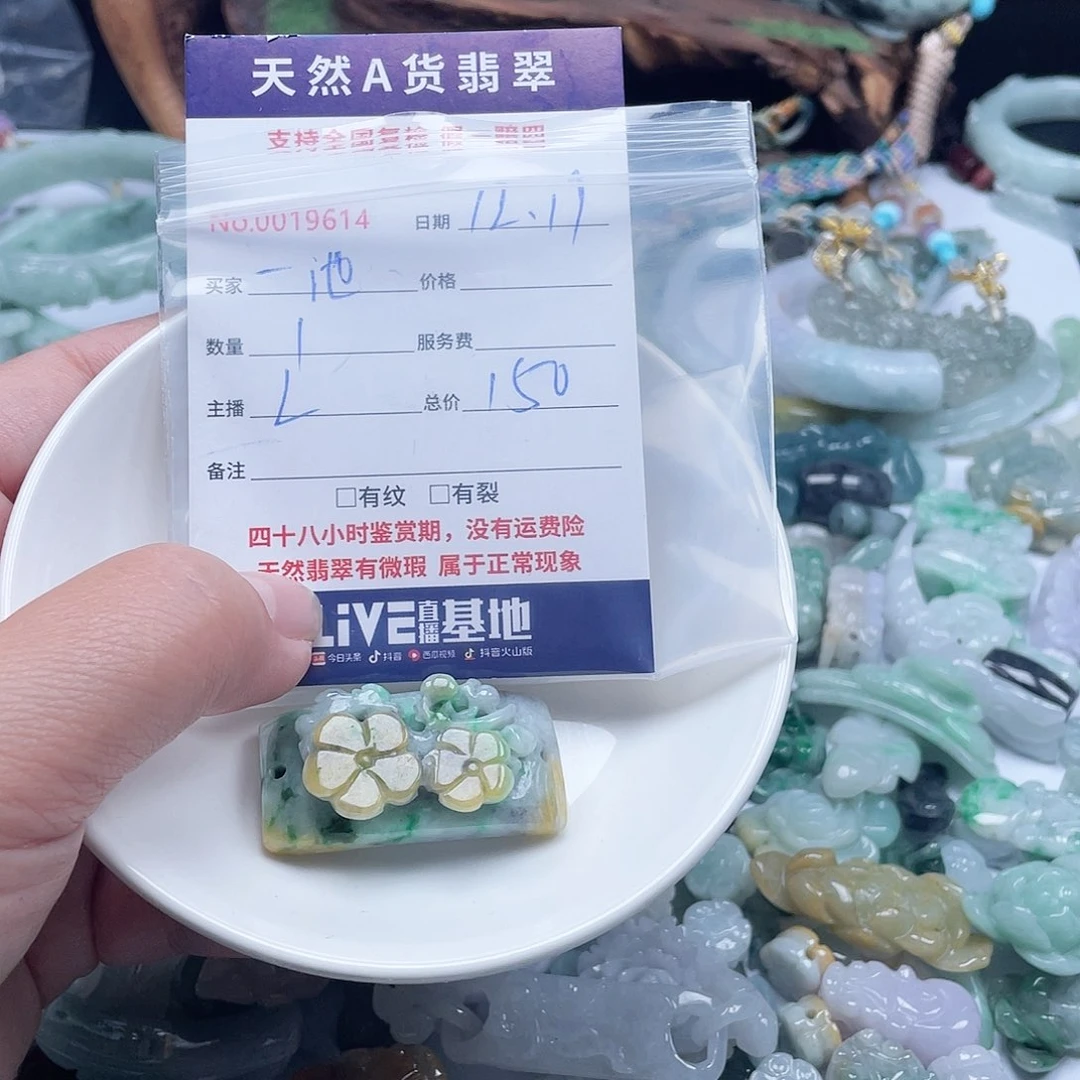 天然A货翡翠
支持全国复检 假一赔四
No.0019614 日期 12.19
买家 一池 价格
数量 1 服务费
主播 L 总价 150
备注
□有纹 □有裂
四十八小时鉴赏期，没有运费险
天然翡翠有微瑕 属于正常现象
LiVE直播基地
今日头条 抖音 西瓜视频 抖音火山版